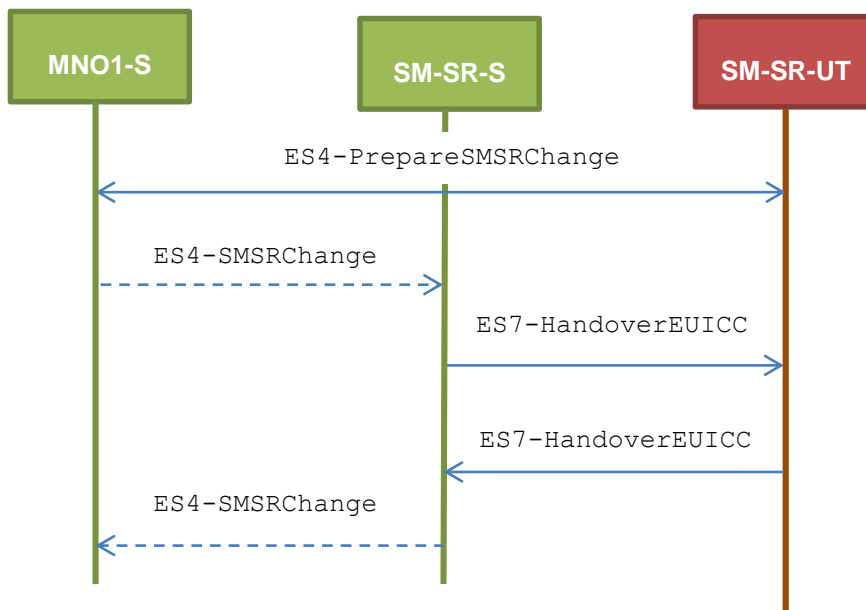 MNO1-S
SM-SR-S
SM-SR-UT
ES4-PrepareSMSRChange
ES4-SMSRChange
ES7-HandoverEUICC
ES7-HandoverEUICC
ES4-SMSRChange